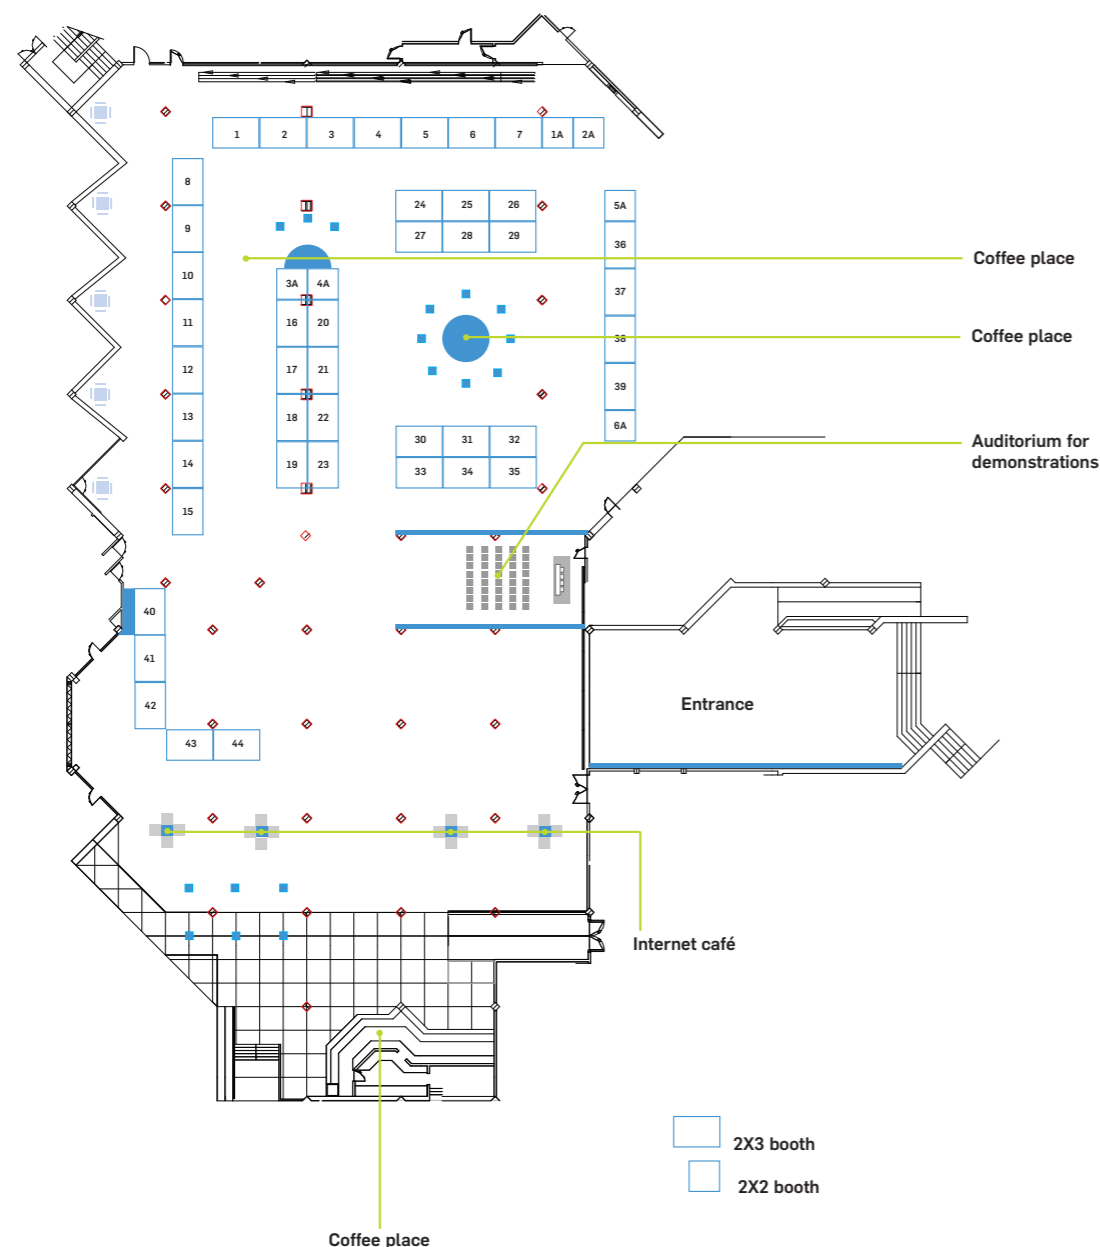 1 2 3 4 5 6 7 1A 2A
8
9
10
11
12
13
14
15
3A 4A
16 20
17 21
18 22
19 23
24 25 26
27 28 29
30 31 32
33 34 35
5A
36
37
38
39
6A
Coffee place
Coffee place
Auditorium for
demonstrations
40
41
42
43 44
Entrance
Internet café
2X3 booth
2X2 booth
Coffee place